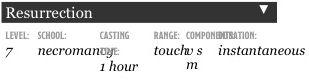 Resurrection ▼
LEVEL: SCHOOL: CASTING TIME: RANGE: COMPONENTS: DURATION:
7 necromancy 1 hour touch v s m instantaneous